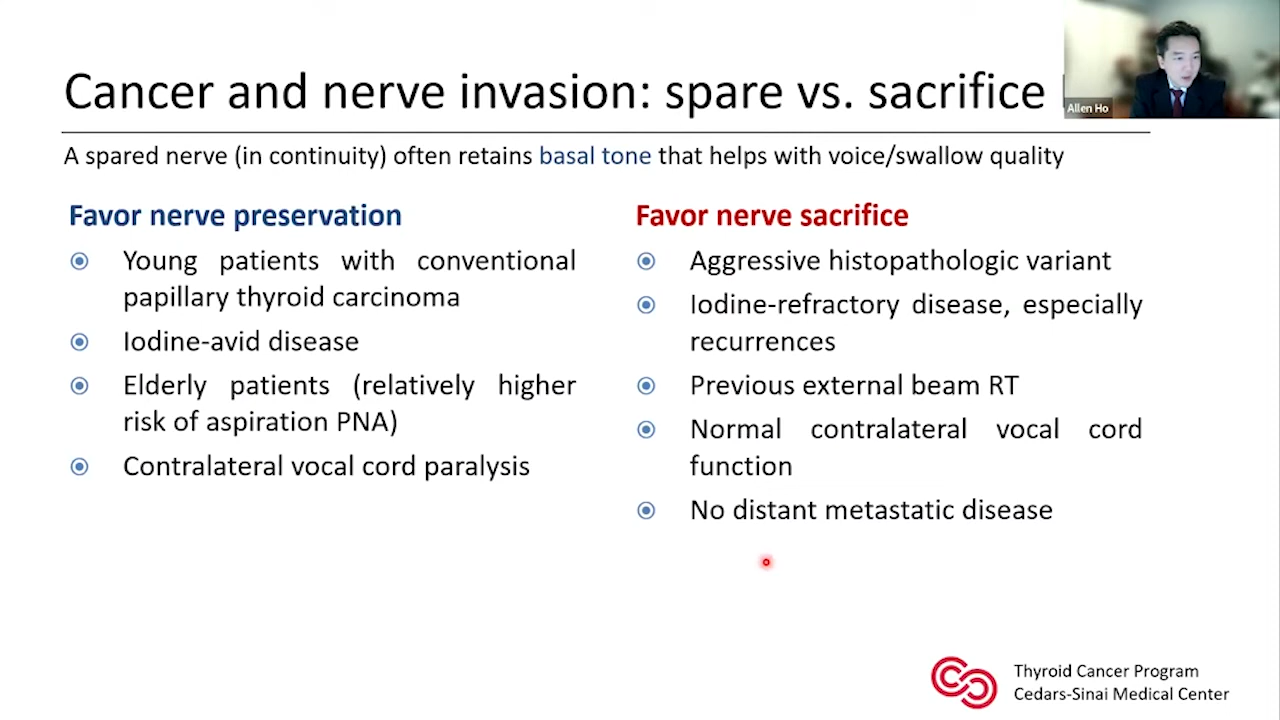 Cancer and nerve invasion: spare vs. sacrifice
Allen Ho
A spared nerve (in continuity) often retains basal tone that helps with voice/swallow quality
Favor nerve preservation
Young patients with conventional
papillary thyroid carcinoma
Iodine-avid disease
Elderly patients (relatively higher
risk of aspiration PNA)
Contralateral vocal cord paralysis
Favor nerve sacrifice
Aggressive histopathologic variant
Iodine-refractory disease, especially
recurrences
Previous external beam RT
Normal contralateral vocal cord
function
No distant metastatic disease
Thyroid Cancer Program
Cedars-Sinai Medical Center